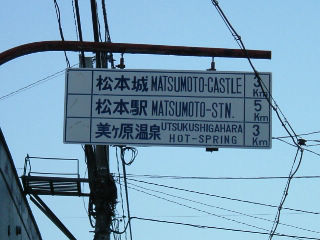 松本城 MATSUMOTO-CASTLE 3 Km
松本駅 MATSUMOTO-STN. 5 Km
美ヶ原温泉 UTSUKUSHIGAHARA HOT-SPRING 3 Km